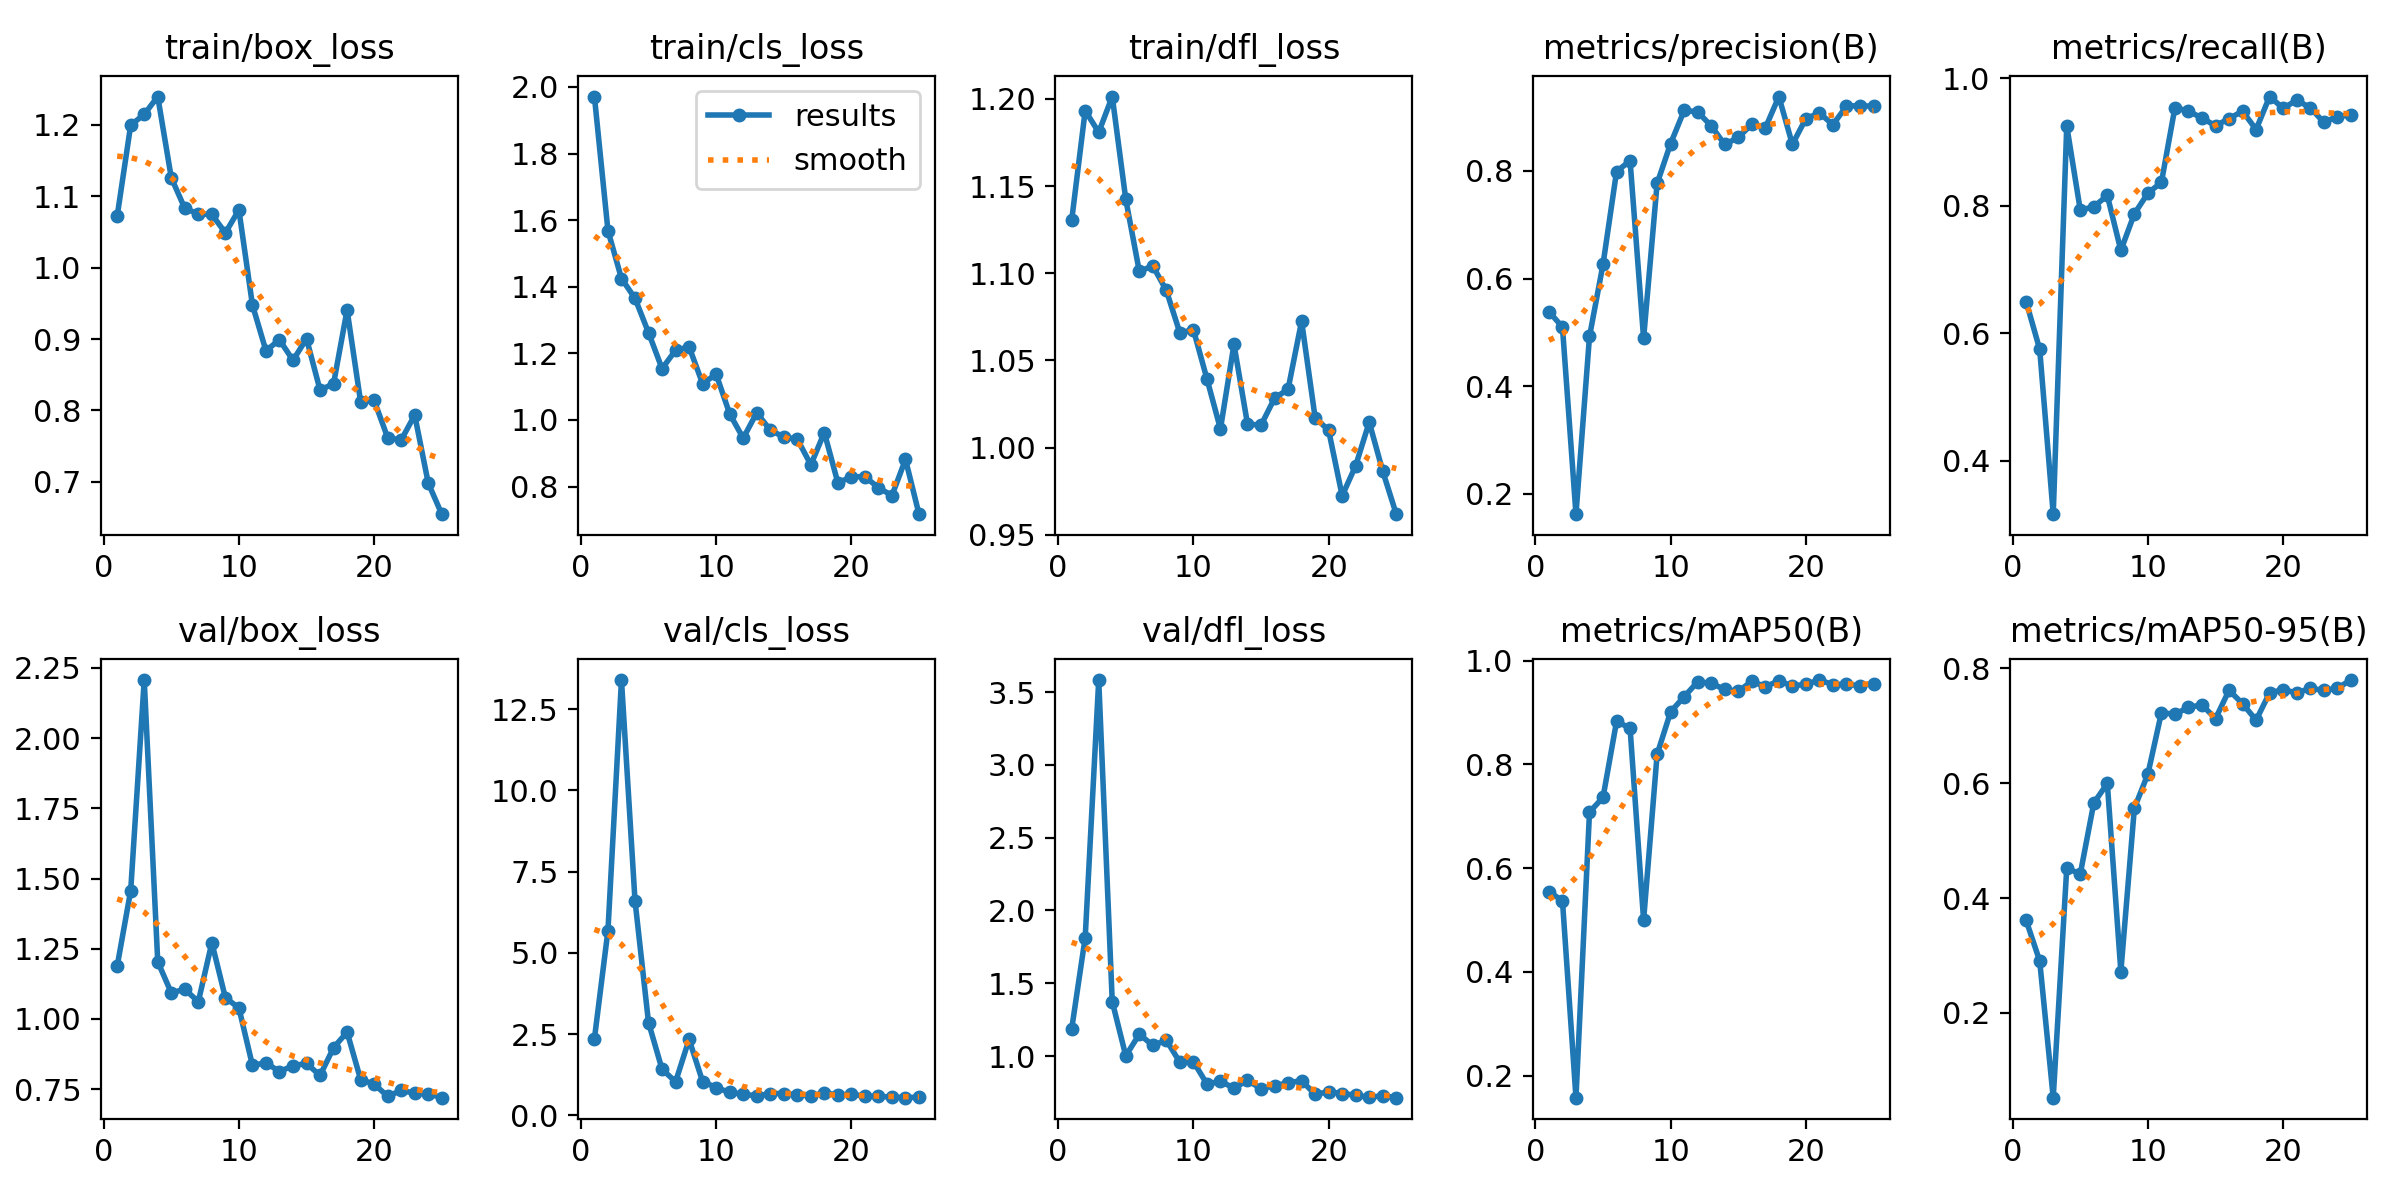 train/box_loss
1.2
1.1
1.0
0.9
0.8
0.7
0 10 20
train/cls_loss
results
smooth
2.0
1.8
1.6
1.4
1.2
1.0
0.8
0 10 20
train/dfl_loss
1.20
1.15
1.10
1.05
1.00
0.95
0 10 20
metrics/precision(B)
0.8
0.6
0.4
0.2
0 10 20
metrics/recall(B)
1.0
0.8
0.6
0.4
0 10 20
val/box_loss
2.25
2.00
1.75
1.50
1.25
1.00
0.75
0 10 20
val/cls_loss
12.5
10.0
7.5
5.0
2.5
0.0
0 10 20
val/dfl_loss
3.5
3.0
2.5
2.0
1.5
1.0
0 10 20
metrics/mAP50(B)
1.0
0.8
0.6
0.4
0.2
0 10 20
metrics/mAP50-95(B)
0.8
0.6
0.4
0.2
0 10 20